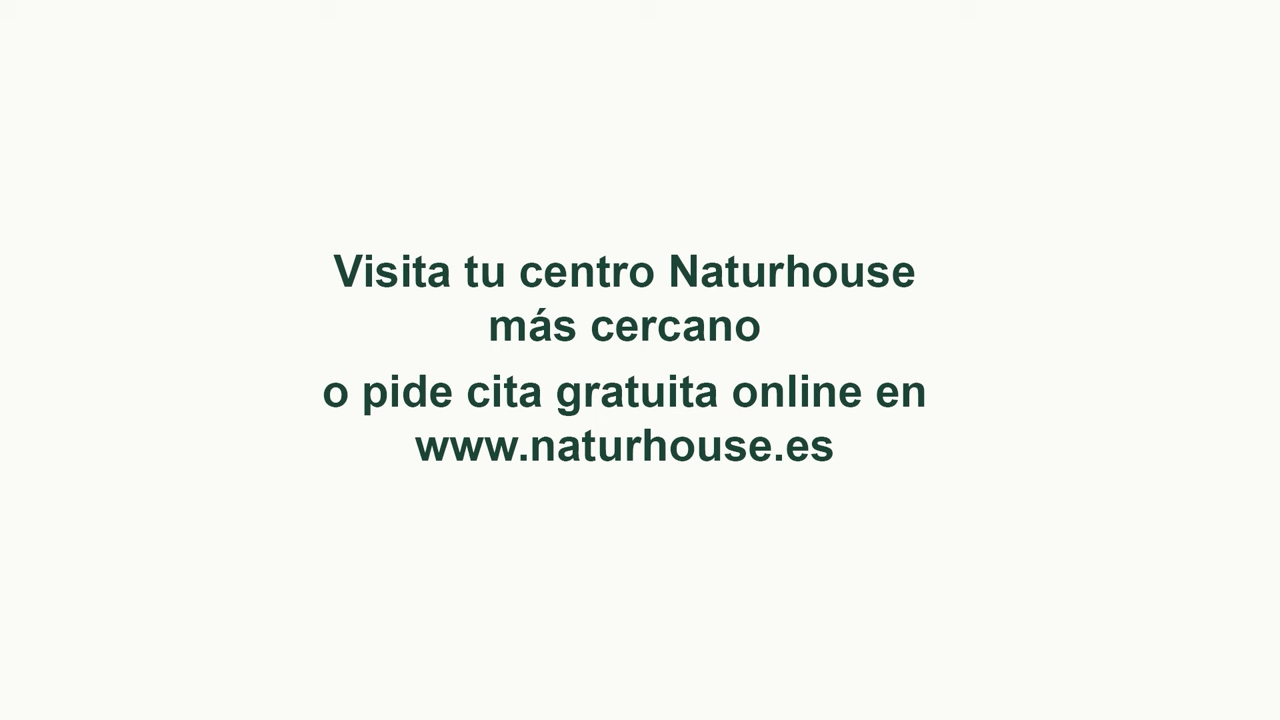 Visita tu centro Naturhouse
más cercano
o pide cita gratuita online en
www.naturhouse.es